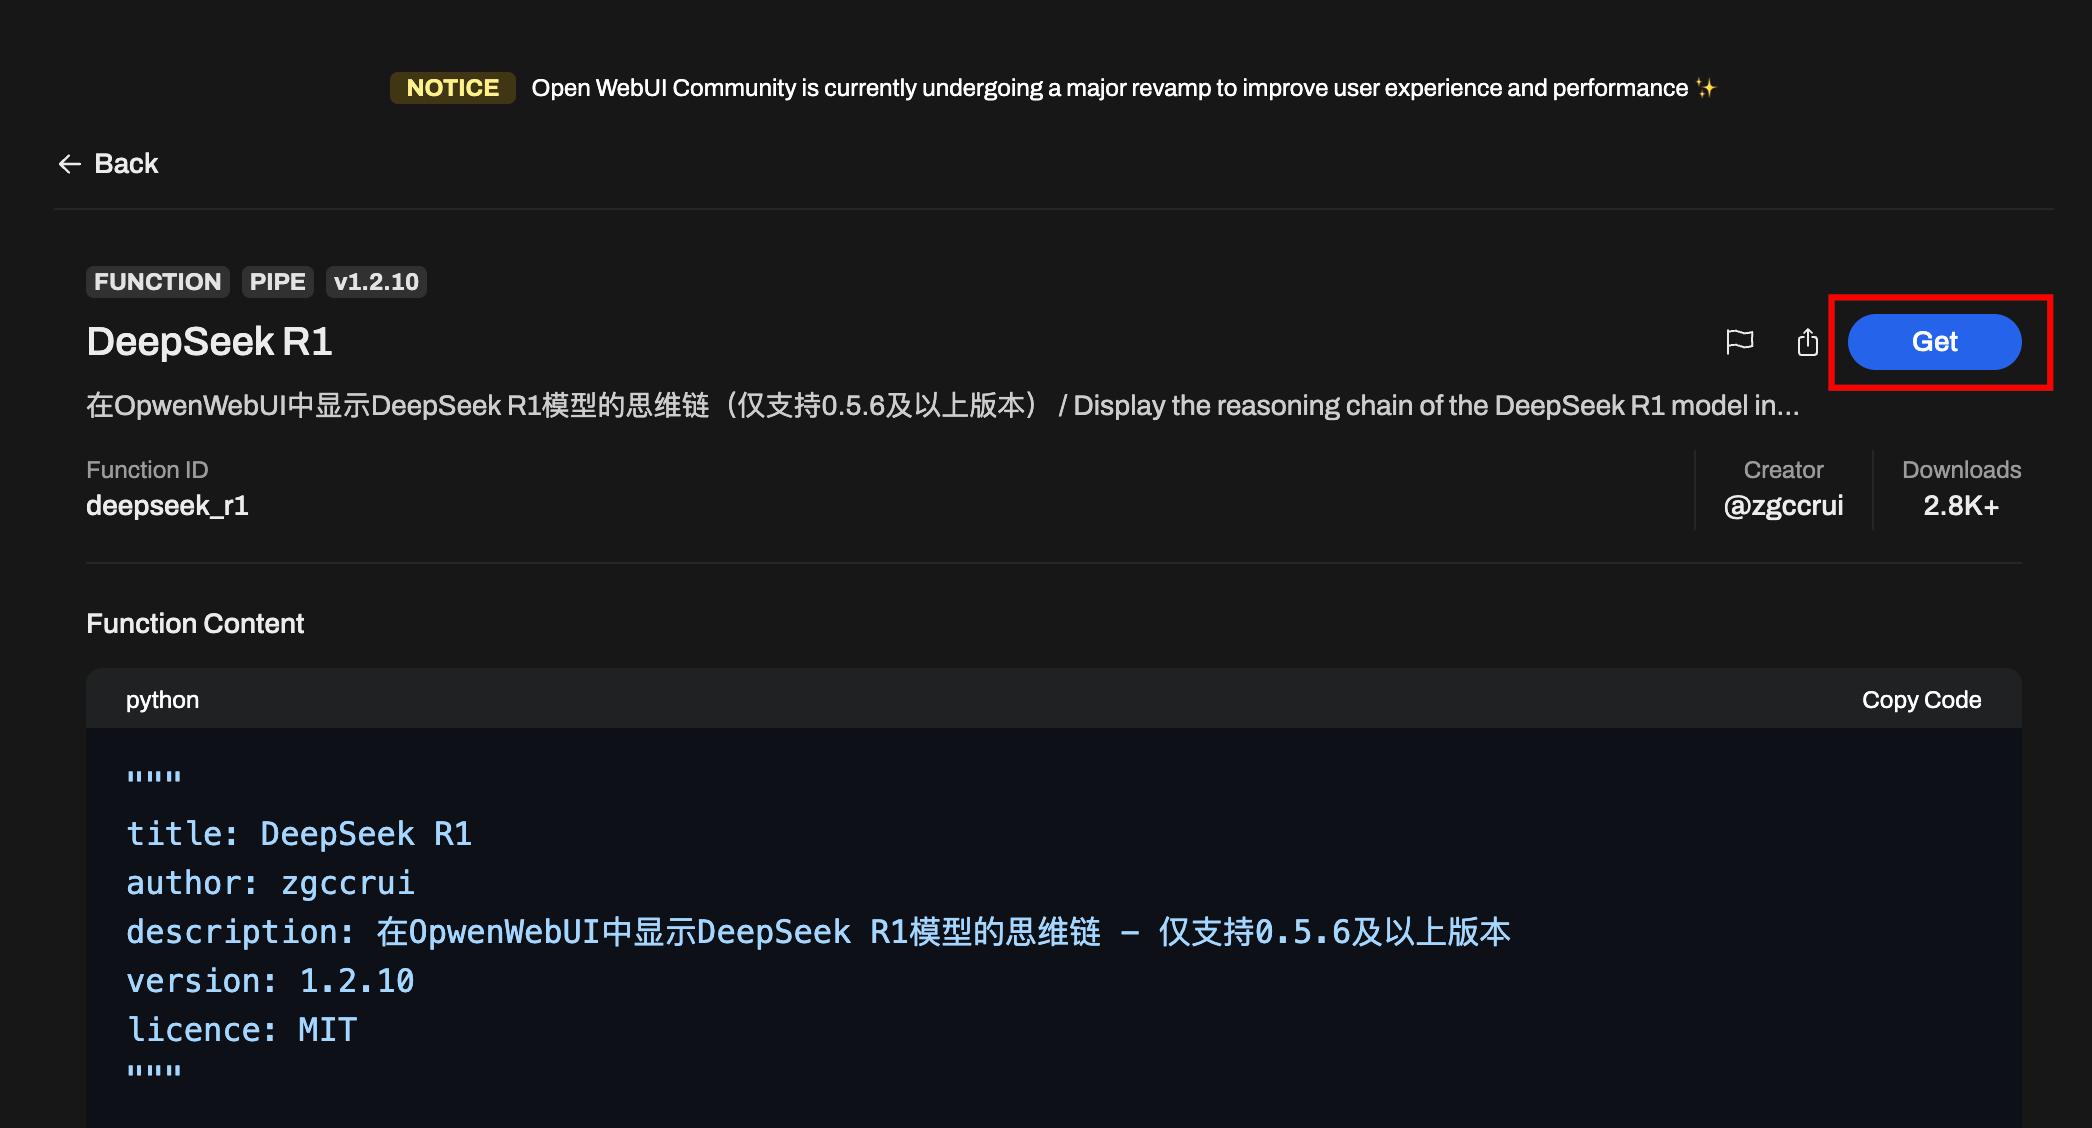 NOTICE Open WebUI Community is currently undergoing a major revamp to improve user experience and performance ✨
← Back
FUNCTION PIPE v1.2.10
DeepSeek R1
Get
在OpwenWebUI中显示DeepSeek R1模型的思维链（仅支持0.5.6及以上版本） / Display the reasoning chain of the DeepSeek R1 model in...
Function ID
deepseek_r1
Creator
@zgccrui
Downloads
2.8K+
Function Content
python
Copy Code
"""
title: DeepSeek R1
author: zgccrui
description: 在OpwenWebUI中显示DeepSeek R1模型的思维链 - 仅支持0.5.6及以上版本
version: 1.2.10
licence: MIT
"""